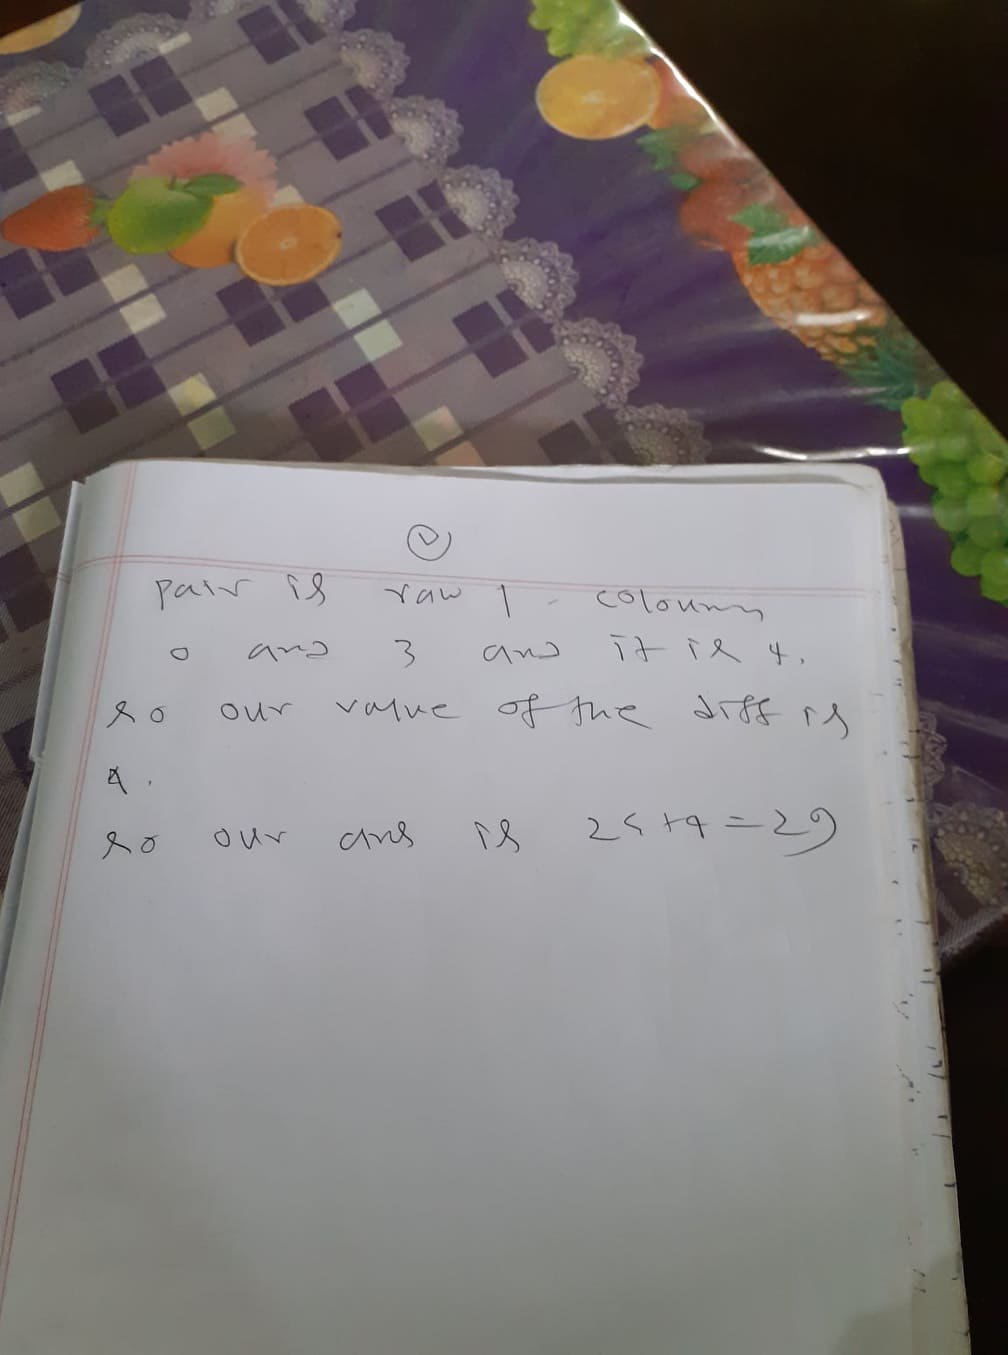 pair is raw 1 - coloumn
0 and 3 and it is 4.
so our value of the diff is
4.
so our ans is 25+4=29